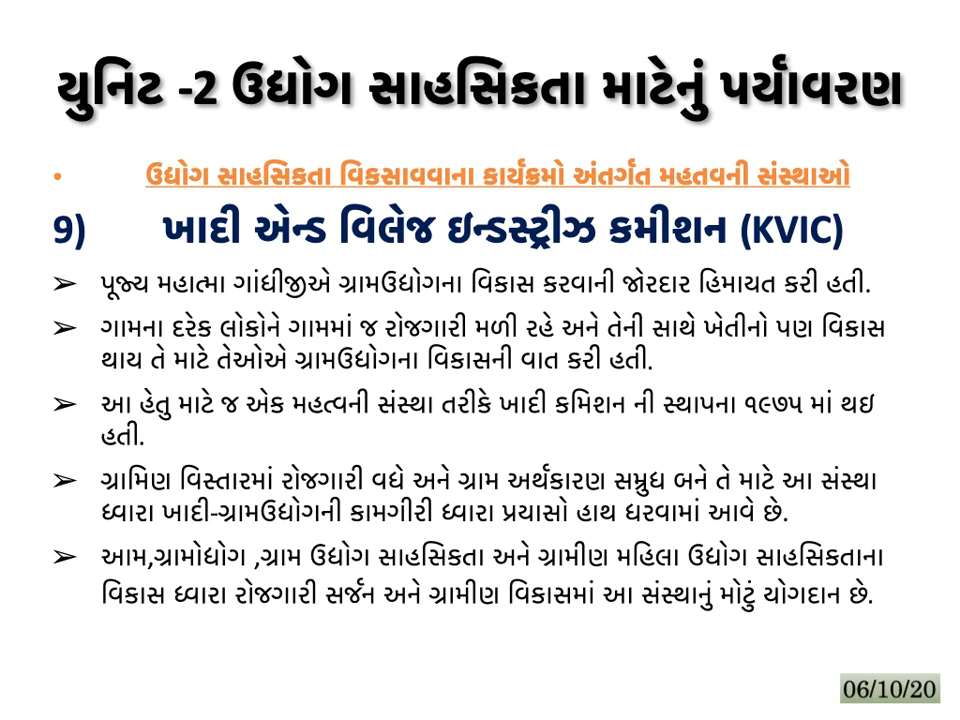 યુનિટ -2 ઉદ્યોગ સાહસિકતા માટેનું પર્યાવરણ
• ઉદ્યોગ સાહસિકતા વિકસાવવાના કાર્યક્રમો અંતર્ગત મહતવની સંસ્થાઓ
9) ખાદી એન્ડ વિલેજ ઇન્ડસ્ટ્રીઝ કમીશન (KVIC)
➢ પૂજ્ય મહાત્મા ગાંધીજીએ ગ્રામઉદ્યોગના વિકાસ કરવાની જોરદાર હિમાયત કરી હતી.
➢ ગામના દરેક લોકોને ગામમાં જ રોજગારી મળી રહે અને તેની સાથે ખેતીનો પણ વિકાસ
થાય તે માટે તેઓએ ગ્રામઉદ્યોગના વિકાસની વાત કરી હતી.
➢ આ હેતુ માટે જ એક મહત્વની સંસ્થા તરીકે ખાદી કમિશન ની સ્થાપના ૧૯૭૫ માં થઇ
હતી.
➢ ગ્રામિણ વિસ્તારમાં રોજગારી વધે અને ગ્રામ અર્થકારણ સમ્રુધ્ધ બને તે માટે આ સંસ્થા
ધ્વારા ખાદી-ગ્રામઉદ્યોગની કામગીરી ધ્વારા પ્રયાસો હાથ ધરવામાં આવે છે.
➢ આમ,ગ્રામોદ્યોગ ,ગ્રામ ઉદ્યોગ સાહસિકતા અને ગ્રામીણ મહિલા ઉદ્યોગ સાહસિકતાના
વિકાસ ધ્વારા રોજગારી સર્જન અને ગ્રામીણ વિકાસમાં આ સંસ્થાનું મોટું યોગદાન છે.
06/10/20